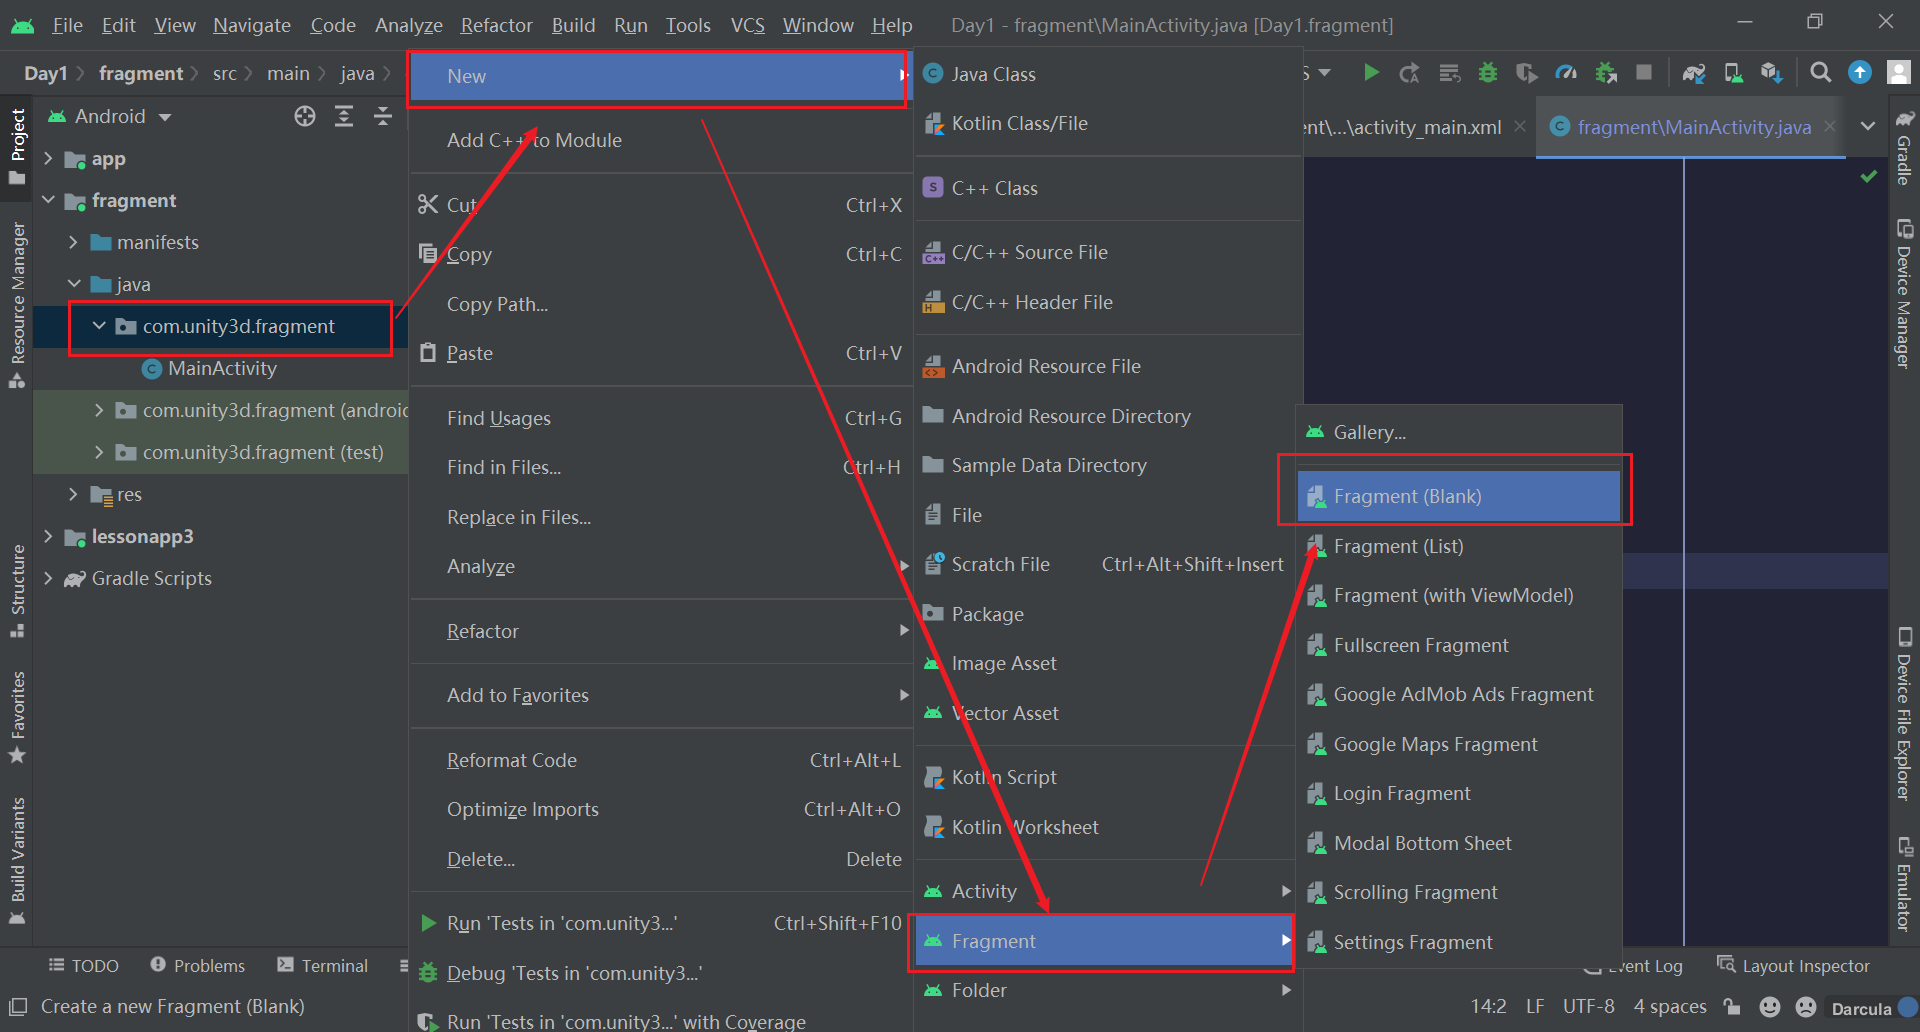 File Edit View Navigate Code Analyze Refactor Build Run Tools VCS Window Help Day1 - fragment\MainActivity.java [Day1.fragment]
Day1 fragment src main java
Project
Resource Manager
Structure
Favorites
Build Variants
Android
app
fragment
manifests
java
com.unity3d.fragment
MainActivity
com.unity3d.fragment (androic
com.unity3d.fragment (test)
res
lessonapp3
Gradle Scripts
New
Add C++ to Module
Cut Ctrl+X
Copy Ctrl+C
Copy Path...
Paste Ctrl+V
Find Usages Ctrl+G
Find in Files... Ctrl+H
Replace in Files...
Analyze
Refactor
Add to Favorites
Reformat Code Ctrl+Alt+L
Optimize Imports Ctrl+Alt+O
Delete... Delete
Run 'Tests in 'com.unity3...' Ctrl+Shift+F10
Debug 'Tests in 'com.unity3...'
Run 'Tests in 'com.unity3...' with Coverage
Java Class
Kotlin Class/File
C++ Class
C/C++ Source File
C/C++ Header File
Android Resource File
Android Resource Directory
Sample Data Directory
File
Scratch File Ctrl+Alt+Shift+Insert
Package
Image Asset
Vector Asset
Kotlin Script
Kotlin Worksheet
Activity
Fragment
Folder
Gallery...
Fragment (Blank)
Fragment (List)
Fragment (with ViewModel)
Fullscreen Fragment
Google AdMob Ads Fragment
Google Maps Fragment
Login Fragment
Modal Bottom Sheet
Scrolling Fragment
Settings Fragment
ent\...\activity_main.xml fragment\MainActivity.java
Gradle
Device Manager
Device File Explorer
Emulator
TODO Problems Terminal
Event Log Layout Inspector
Create a new Fragment (Blank)
14:2 LF UTF-8 4 spaces Darcula